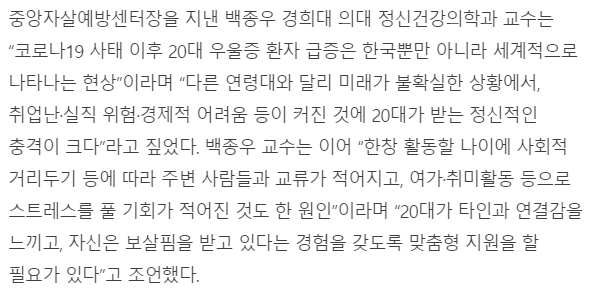 중앙자살예방센터장을 지낸 백종우 경희대 의대 정신건강의학과 교수는
“코로나19 사태 이후 20대 우울증 환자 급증은 한국뿐만 아니라 세계적으로
나타나는 현상”이라며 “다른 연령대와 달리 미래가 불확실한 상황에서,
취업난·실직 위험·경제적 어려움 등이 커진 것에 20대가 받는 정신적인
충격이 크다”라고 짚었다. 백종우 교수는 이어 “한창 활동할 나이에 사회적
거리두기 등에 따라 주변 사람들과 교류가 적어지고, 여가·취미활동 등으로
스트레스를 풀 기회가 적어진 것도 한 원인”이라며 “20대가 타인과 연결감을
느끼고, 자신은 보살핌을 받고 있다는 경험을 갖도록 맞춤형 지원을 할
필요가 있다”고 조언했다.